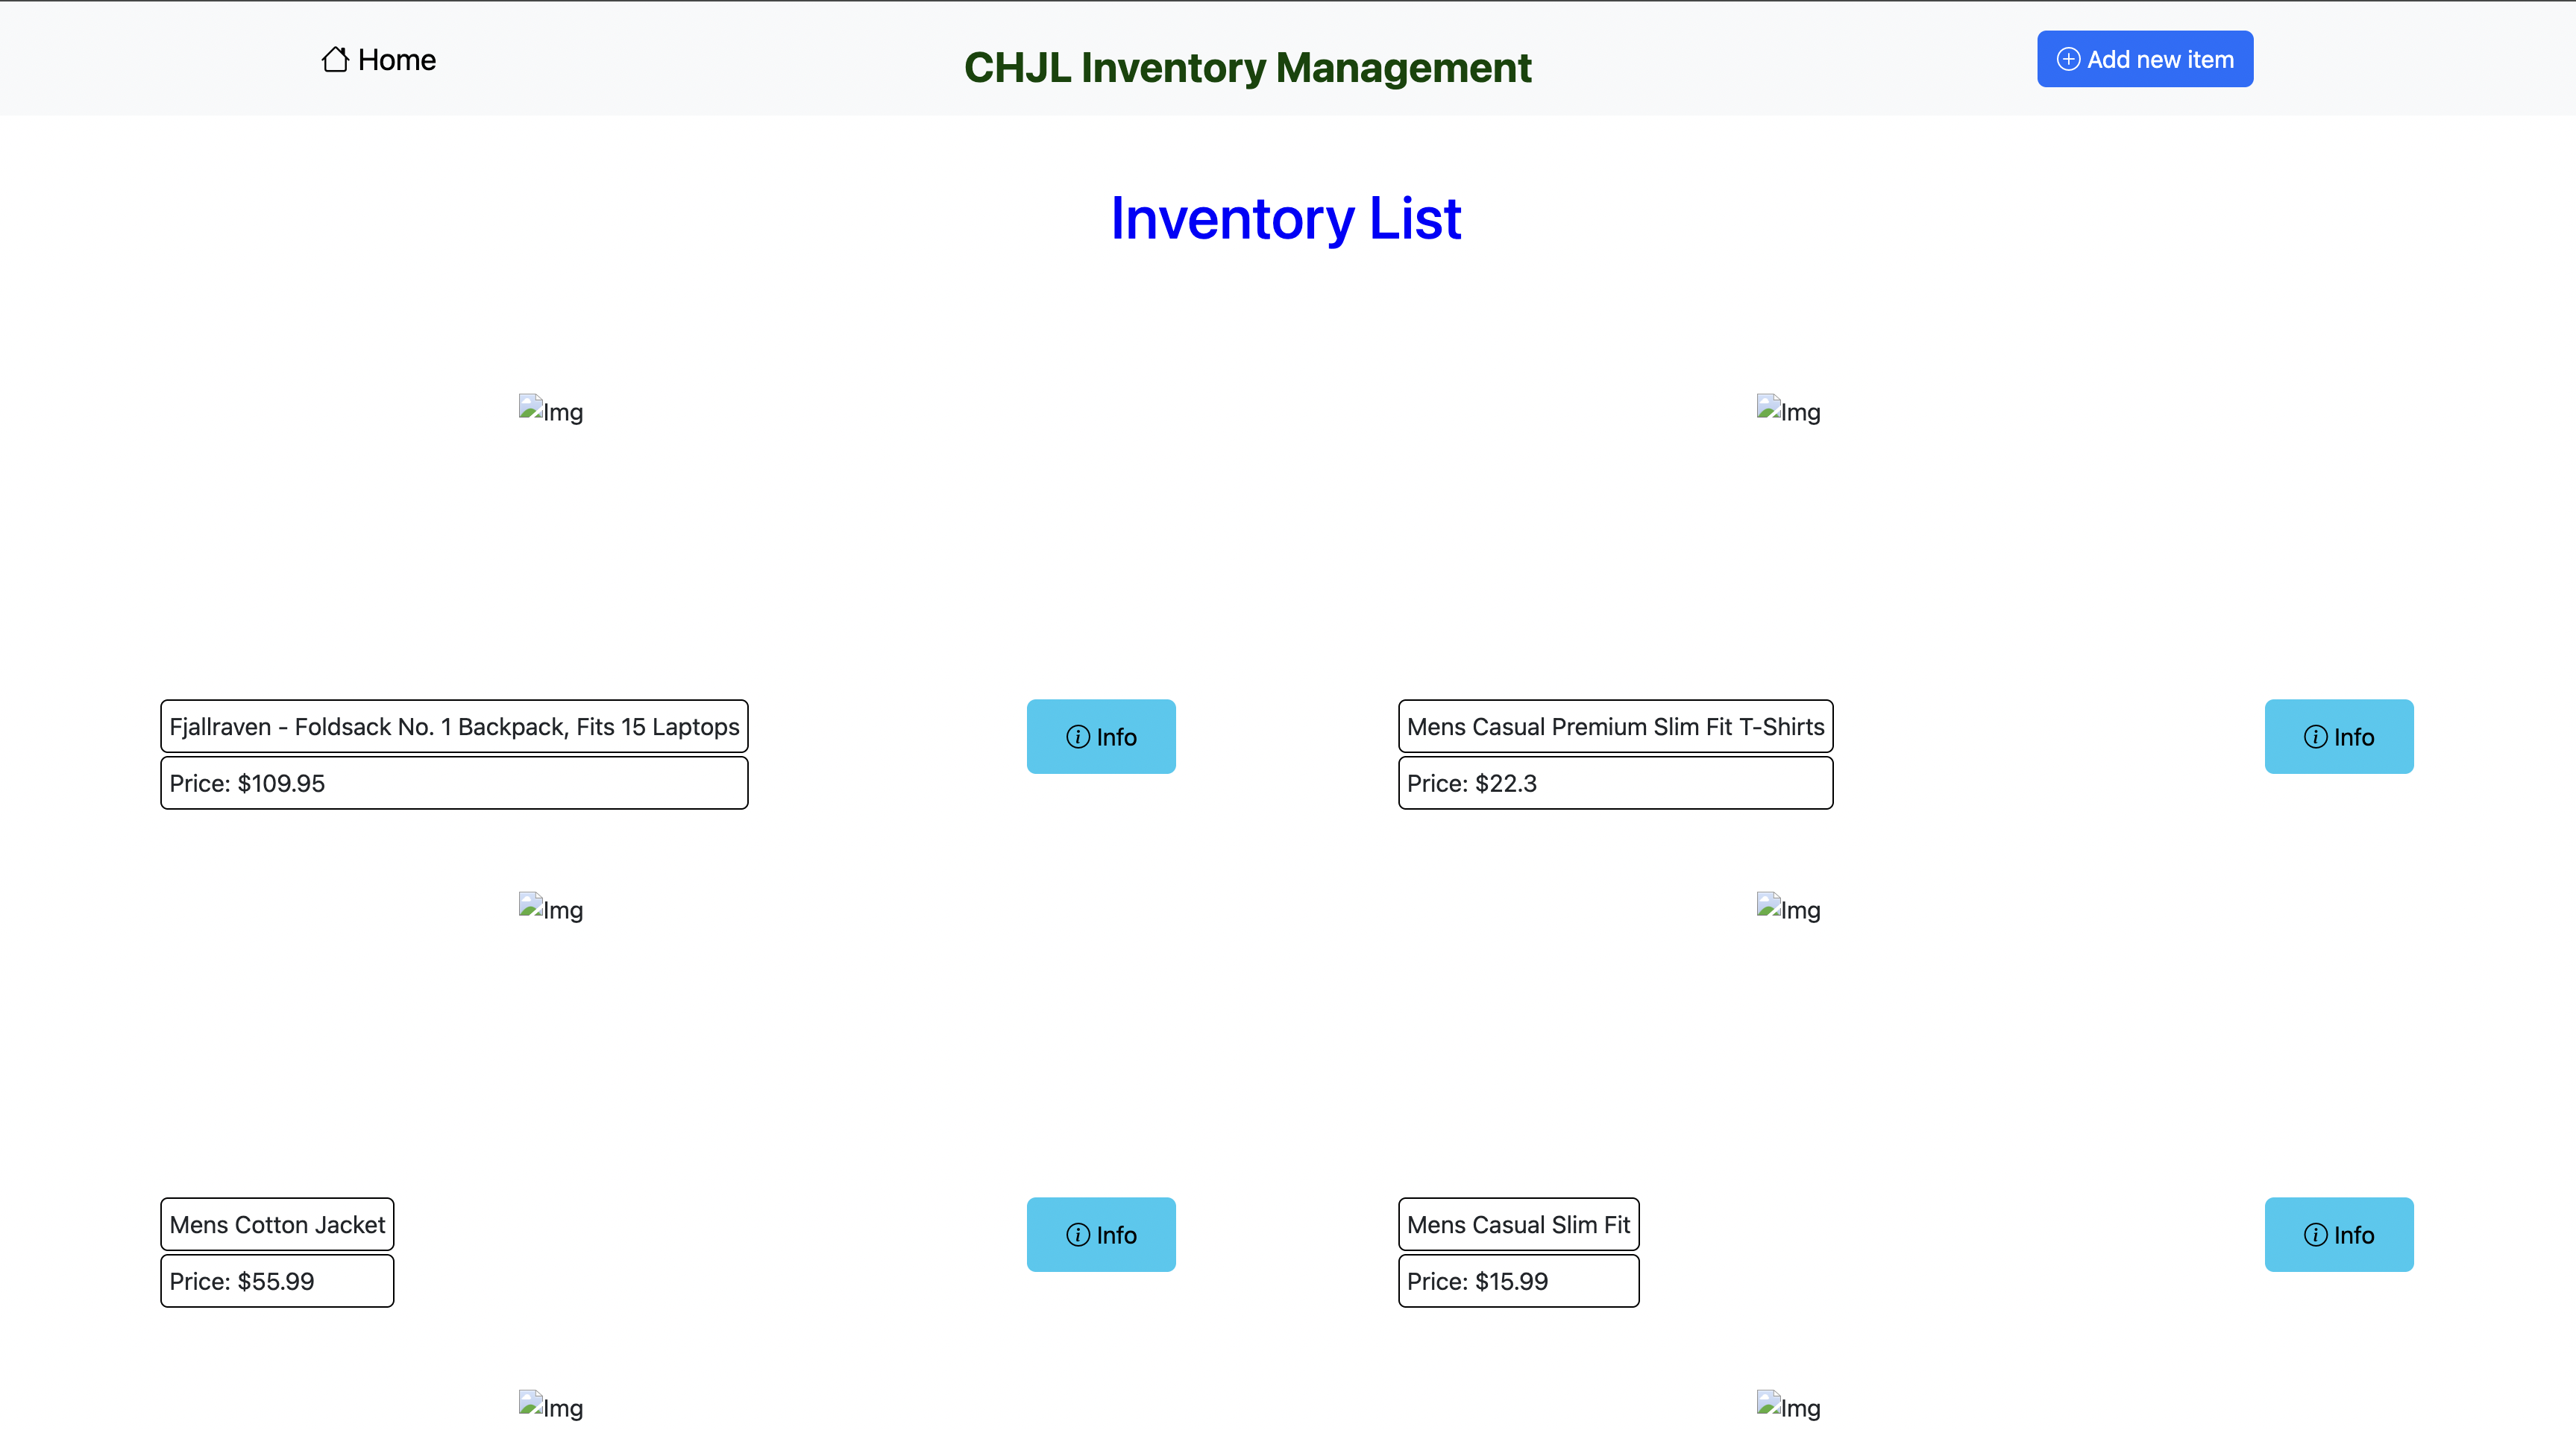 Home
CHJL Inventory Management
Add new item
Inventory List
Img
Img
Fjallraven - Foldsack No. 1 Backpack, Fits 15 Laptops
Price: $109.95
Info
Mens Casual Premium Slim Fit T-Shirts
Price: $22.3
Info
Img
Img
Mens Cotton Jacket
Price: $55.99
Info
Mens Casual Slim Fit
Price: $15.99
Info
Img
Img